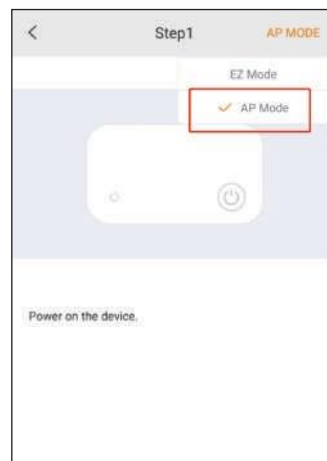 Step1 AP MODE
EZ Mode
AP Mode
Power on the device.